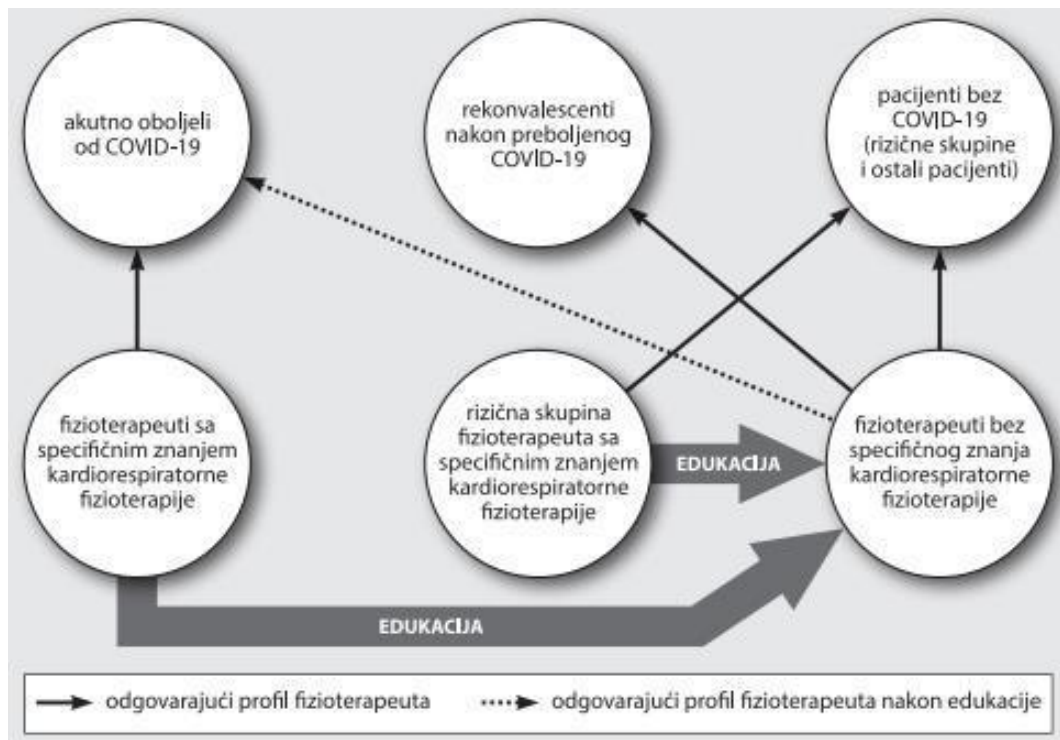 akutno oboljeli
od COVID-19
rekonvalescenti
nakon preboljenog
COVID-19
pacijenti bez
COVID-19
(rizične skupine
i ostali pacijenti)
fizioterapeuti sa
specifičnim znanjem
kardiorespiratorne
fizioterapije
rizična skupina
fizioterapeuta sa
specifičnim znanjem
kardiorespiratorne
fizioterapije
EDUKACIJA
fizioterapeuti bez
specifičnog znanja
kardiorespiratorne
fizioterapije
EDUKACIJA
odgovarajući profil fizioterapeuta
odgovarajući profil fizioterapeuta nakon edukacije